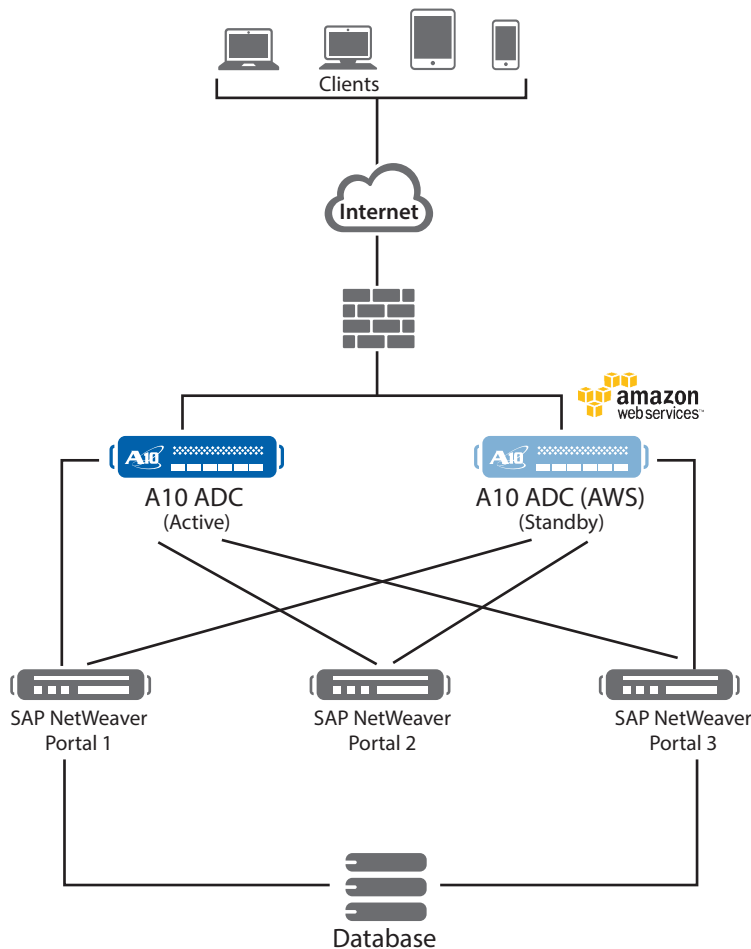 Clients
Internet
amazon
webservices™
A10
A10
A10 ADC
(Active)
A10 ADC (AWS)
(Standby)
SAP NetWeaver
Portal 1
SAP NetWeaver
Portal 2
SAP NetWeaver
Portal 3
Database